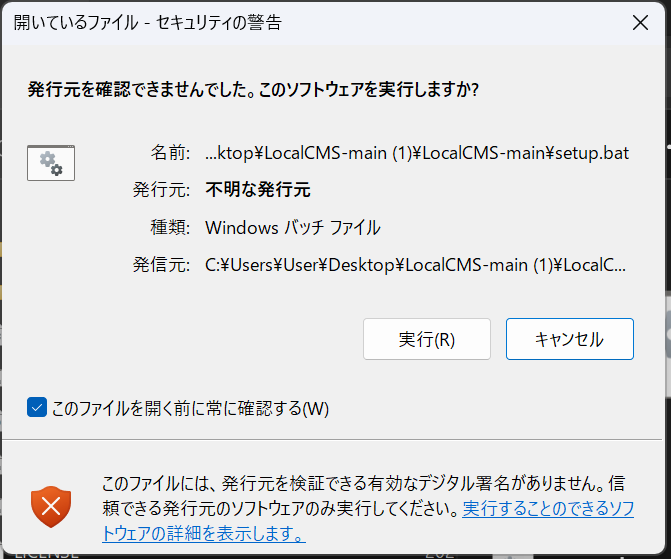 開いているファイル - セキュリティの警告
発行元を確認できませんでした。このソフトウェアを実行しますか?
名前: ...ktop¥LocalCMS-main (1)¥LocalCMS-main¥setup.bat
発行元: 不明な発行元
種類: Windows バッチ ファイル
発信元: C:¥Users¥User¥Desktop¥LocalCMS-main (1)¥LocalC...
実行(R)
キャンセル
このファイルを開く前に常に確認する(W)
このファイルには、発行元を検証できる有効なデジタル署名がありません。信
頼できる発行元のソフトウェアのみ実行してください。実行することのできるソフ
トウェアの詳細を表示します。